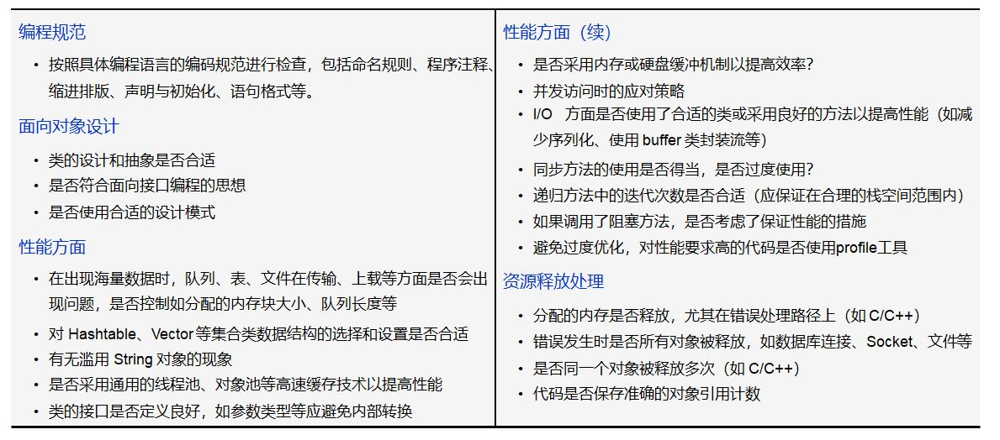 编程规范
• 按照具体编程语言的编码规范进行检查，包括命名规则、程序注释、
缩进排版、声明与初始化、语句格式等。
面向对象设计
• 类的设计和抽象是否合适
• 是否符合面向接口编程的思想
• 是否使用合适的设计模式
性能方面
• 在出现海量数据时，队列、表、文件在传输、上载等方面是否会出
现问题，是否控制如分配的内存块大小、队列长度等
• 对 Hashtable、Vector 等集合类数据结构的选择和设置是否合适
• 有无滥用 String 对象的现象
• 是否采用通用的线程池、对象池等高速缓存技术以提高性能
• 类的接口是否定义良好，如参数类型等应避免内部转换
性能方面（续）
• 是否采用内存或硬盘缓冲机制以提高效率？
• 并发访问时的应对策略
• I/O 方面是否使用了合适的类或采用良好的方法以提高性能（如减
少序列化、使用 buffer 类封装流等）
• 同步方法的使用是否得当，是否过度使用？
• 递归方法中的迭代次数是否合适（应保证在合理的栈空间范围内）
• 如果调用了阻塞方法，是否考虑了保证性能的措施
• 避免过度优化，对性能要求高的代码是否使用profile工具
资源释放处理
• 分配的内存是否释放，尤其在错误处理路径上（如 C/C++）
• 错误发生时是否所有对象被释放，如数据库连接、Socket、文件等
• 是否同一个对象被释放多次（如 C/C++）
• 代码是否保存准确的对象引用计数